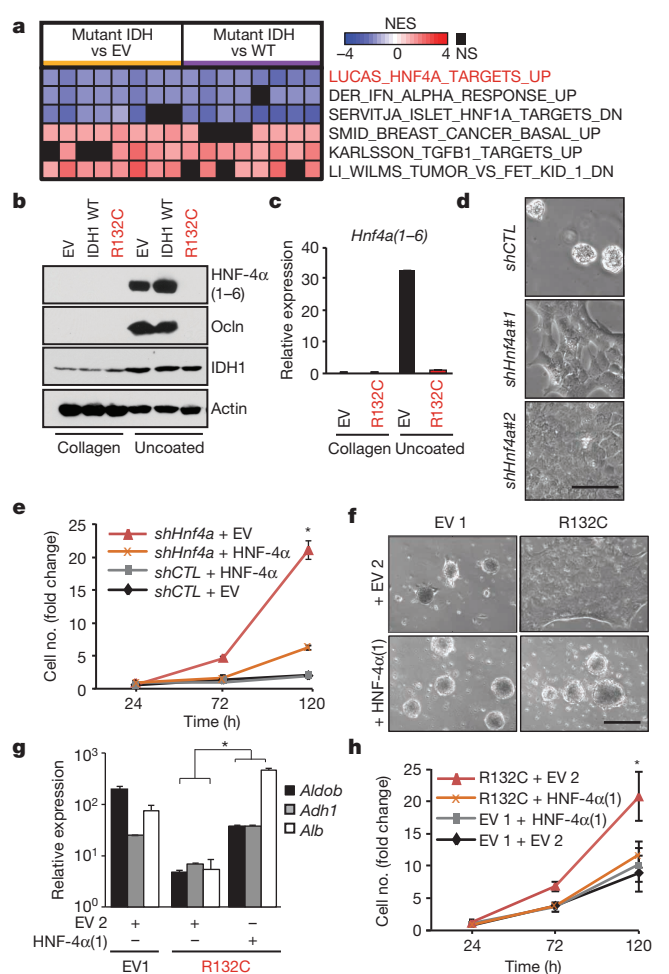 a
Mutant IDH vs EV
Mutant IDH vs WT
NES
NS
−4 0 4
LUCAS_HNF4A_TARGETS_UP
DER_IFN_ALPHA_RESPONSE_UP
SERVITJA_ISLET_HNF1A_TARGETS_DN
SMID_BREAST_CANCER_BASAL_UP
KARLSSON_TGFB1_TARGETS_UP
LI_WILMS_TUMOR_VS_FET_KID_1_DN
b
EV IDH1 WT R132C EV IDH1 WT R132C
HNF-4α
(1–6)
Ocln
IDH1
Actin
Collagen Uncoated
c
Hnf4a(1–6)
Relative expression
40
30
20
10
0
EV R132C EV R132C
Collagen Uncoated
d
shCTL
shHnf4a#1
shHnf4a#2
e
Cell no. (fold change)
25
20
15
10
5
0
shHnf4a + EV
shHnf4a + HNF-4α
shCTL + HNF-4α
shCTL + EV
*
24 72 120
Time (h)
f
EV 1 R132C
+ EV 2
+ HNF-4α(1)
g
Relative expression
10³
10²
10¹
10⁰
*
Aldob
Adh1
Alb
EV 2 + + −
HNF-4α(1) − − +
EV1 R132C
h
Cell no. (fold change)
25
20
15
10
5
0
R132C + EV 2
R132C + HNF-4α(1)
EV 1 + HNF-4α(1)
EV 1 + EV 2
*
24 72 120
Time (h)